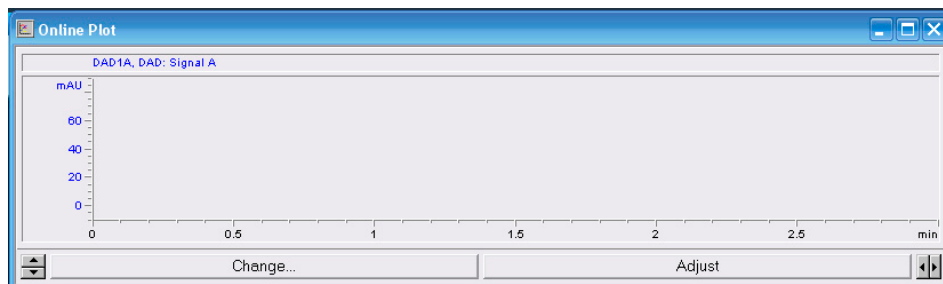 Online Plot
DAD1A, DAD: Signal A
mAU
60
40
20
0
0 0.5 1 1.5 2 2.5 min
Change... Adjust